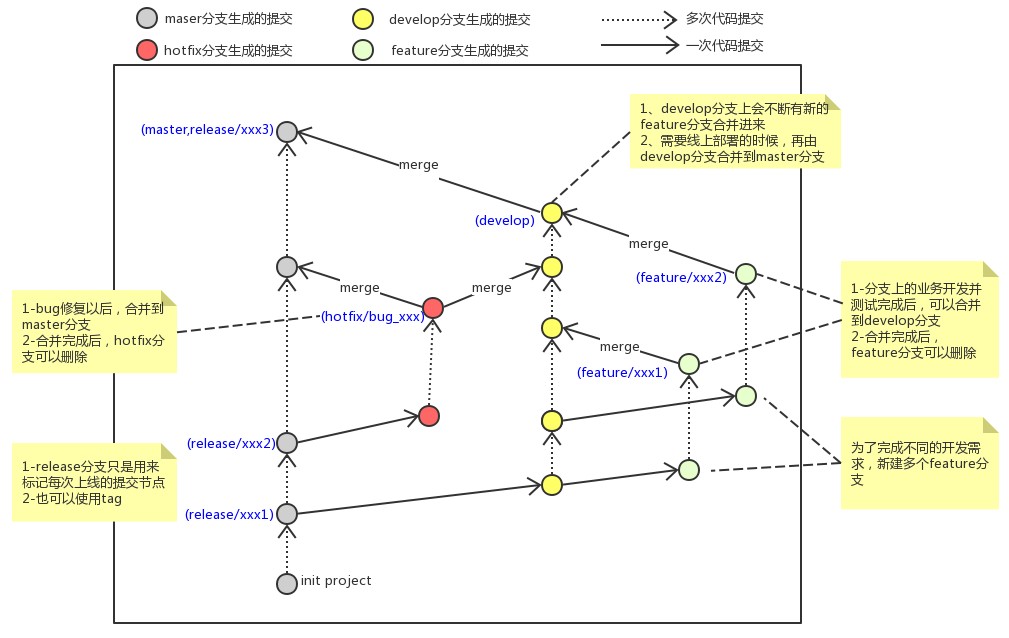 maser分支生成的提交
develop分支生成的提交
多次代码提交
hotfix分支生成的提交
feature分支生成的提交
一次代码提交
1、develop分支上会不断有新的
feature分支合并进来
2、需要线上部署的时候，再由
develop分支合并到master分支
(master,release/xxx3)
merge
(develop)
merge
(feature/xxx2)
merge
merge
(hotfix/bug_xxx)
1-bug修复以后，合并到
master分支
2-合并完成后，hotfix分
支可以删除
1-分支上的业务开发并
测试完成后，可以合并
到develop分支
2-合并完成后，
feature分支可以删除
merge
(feature/xxx1)
(release/xxx2)
1-release分支只是用来
标记每次上线的提交节点
2-也可以使用tag
为了完成不同的开发需
求，新建多个feature分
支
(release/xxx1)
init project